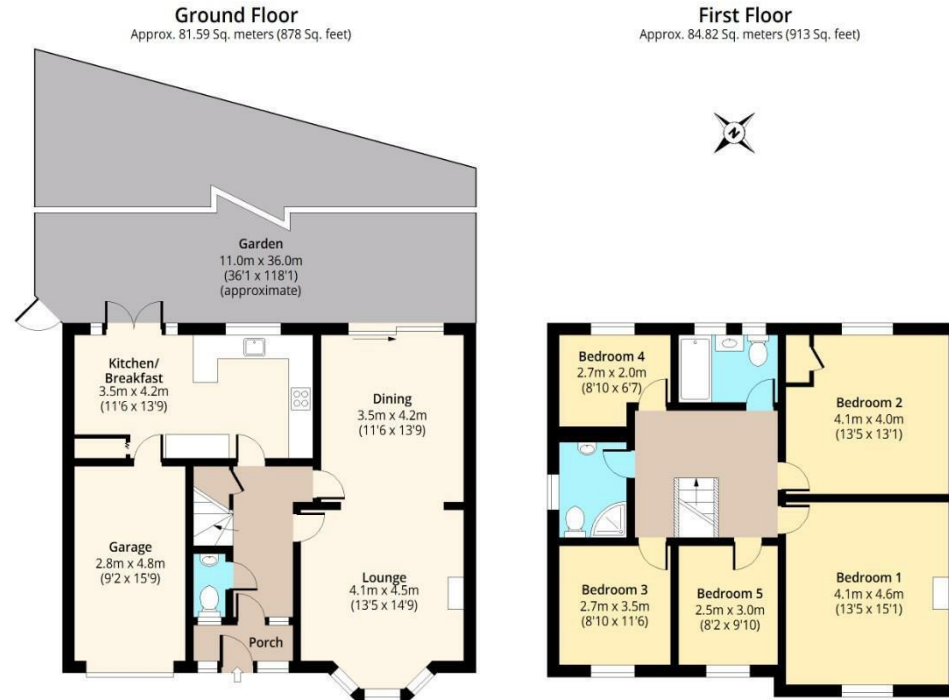 Ground Floor
Approx. 81.59 Sq. meters (878 Sq. feet)
Garden
11.0m x 36.0m
(36'1 x 118'1)
(approximate)
Kitchen/
Breakfast
3.5m x 4.2m
(11'6 x 13'9)
Dining
3.5m x 4.2m
(11'6 x 13'9)
Garage
2.8m x 4.8m
(9'2 x 15'9)
Lounge
4.1m x 4.5m
(13'5 x 14'9)
Porch
First Floor
Approx. 84.82 Sq. meters (913 Sq. feet)
N
Bedroom 4
2.7m x 2.0m
(8'10 x 6'7)
Bedroom 2
4.1m x 4.0m
(13'5 x 13'1)
Bedroom 3
2.7m x 3.5m
(8'10 x 11'6)
Bedroom 5
2.5m x 3.0m
(8'2 x 9'10)
Bedroom 1
4.1m x 4.6m
(13'5 x 15'1)